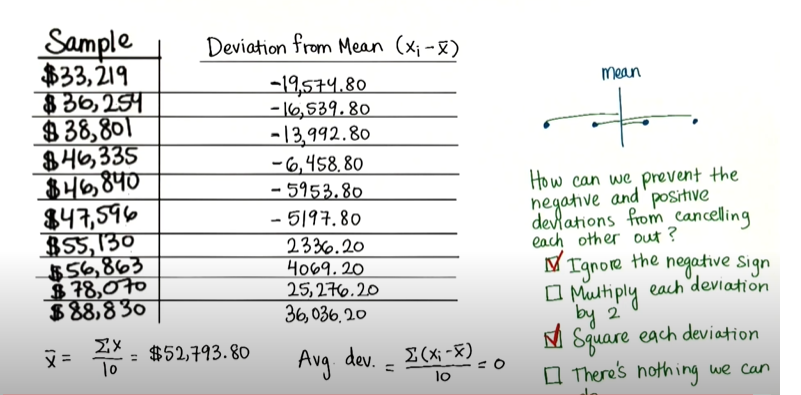 Sample Deviation from Mean (xᵢ-x̄)
$33,219 -19,574.80
$36,254 -16,539.80
$38,801 -13,992.80
$46,335 -6,458.80
$46,840 -5953.80
$47,596 -5197.80
$55,130 2336.20
$56,863 4069.20
$78,070 25,276.20
$88,830 36,036.20
x̄ = Σx/10 = $52,793.80
Avg. dev. = Σ(xᵢ-x̄)/10 = 0
mean
How can we prevent the
negative and positive
deviations from cancelling
each other out?
☑ Ignore the negative sign
☐ Multiply each deviation
by 2
☑ Square each deviation
☐ There's nothing we can